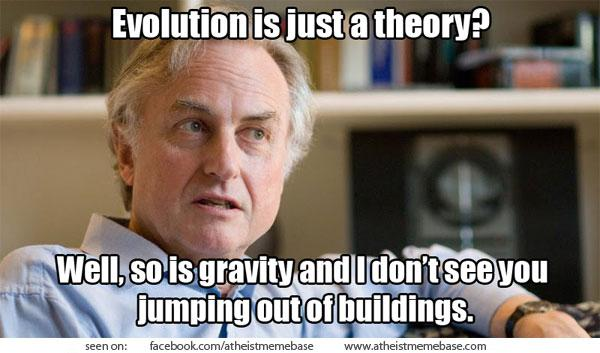 Evolution is just a theory?
Well, so is gravity and I don't see you
jumping out of buildings.
seen on: facebook.com/atheistmemebase www.atheistmemebase.com